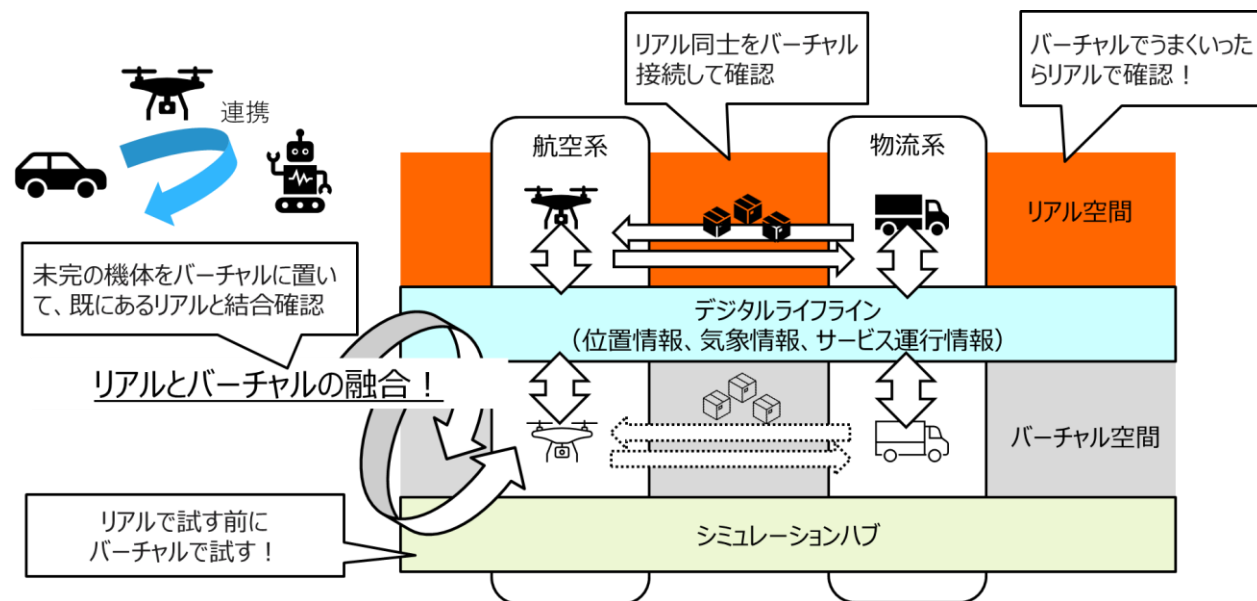 リアル同士をバーチャル
接続して確認
バーチャルでうまくいった
らリアルで確認！
連携
航空系
物流系
リアル空間
未完の機体をバーチャルに置い
て、既にあるリアルと結合確認
デジタルライフライン
（位置情報、気象情報、サービス運行情報）
リアルとバーチャルの融合！
バーチャル空間
リアルで試す前に
バーチャルで試す！
シミュレーションハブ